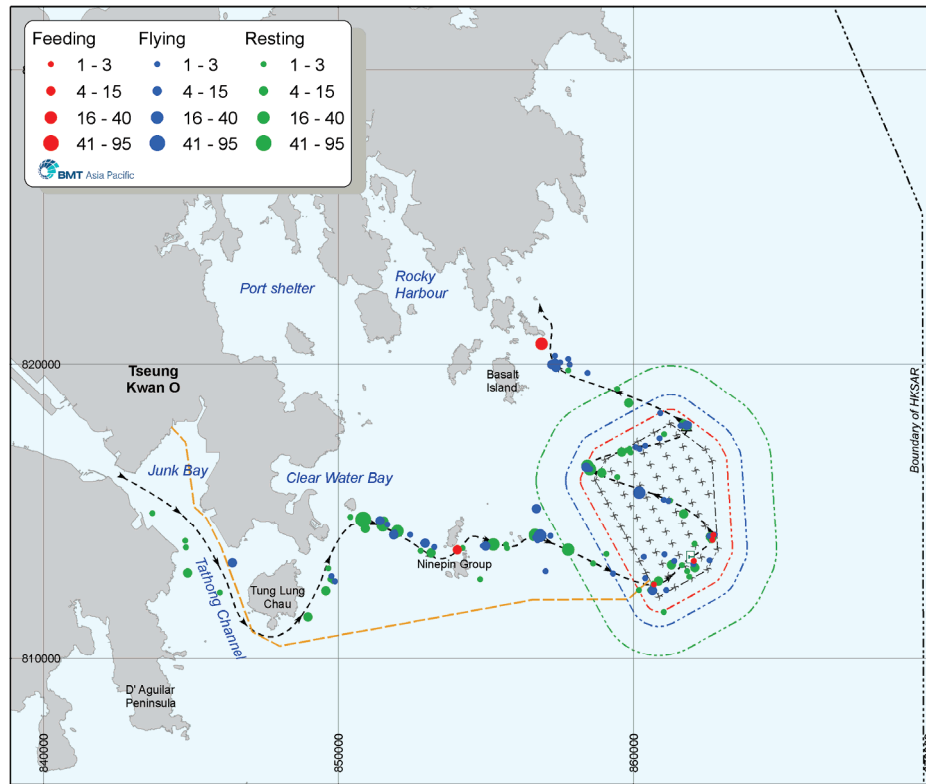 Feeding Flying Resting
1 - 3 1 - 3 1 - 3
4 - 15 4 - 15 4 - 15
16 - 40 16 - 40 16 - 40
41 - 95 41 - 95 41 - 95
BMT Asia Pacific
Rocky
Harbour
Port shelter
820000
Tseung
Kwan O
Basalt
Island
Boundary of HKSAR
Junk Bay
Clear Water Bay
Ninepin Group
Tathong Channel
Tung Lung
Chau
810000
D' Aguilar
Peninsula
840000
850000
860000